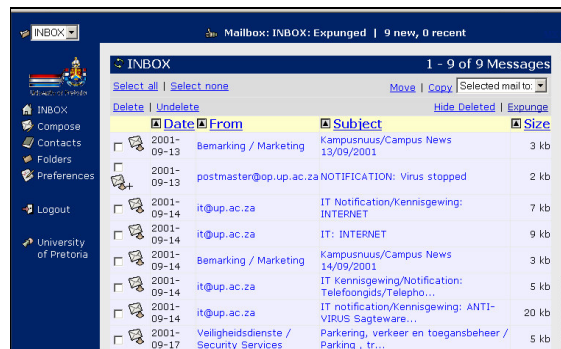 INBOX
Mailbox: INBOX: Expunged | 9 new, 0 recent
INBOX
1 - 9 of 9 Messages
Select all | Select none
Move | Copy Selected mail to:
Delete | Undelete
Hide Deleted | Expunge
Date From Subject Size
2001-09-13 Bemarking / Marketing Kampusnuus/Campus News 13/09/2001 3 kb
2001-09-13 postmaster@op.up.ac.za NOTIFICATION: Virus stopped 2 kb
2001-09-14 it@up.ac.za IT Notification/Kennisgewing: INTERNET 7 kb
2001-09-14 it@up.ac.za IT: INTERNET 9 kb
2001-09-14 Bemarking / Marketing Kampusnuus/Campus News 14/09/2001 3 kb
2001-09-14 it@up.ac.za IT Kennisgewing/Notification: Telefoongids/Telepho... 5 kb
2001-09-14 it@up.ac.za IT notification/Kennisgewing: ANTI-VIRUS Sagteware... 20 kb
2001-09-17 Veiligheidsdienste / Security Services Parkering, verkeer en toegansbeheer / Parking , tr... 5 kb
INBOX
Compose
Contacts
Folders
Preferences
Logout
University
of Pretoria